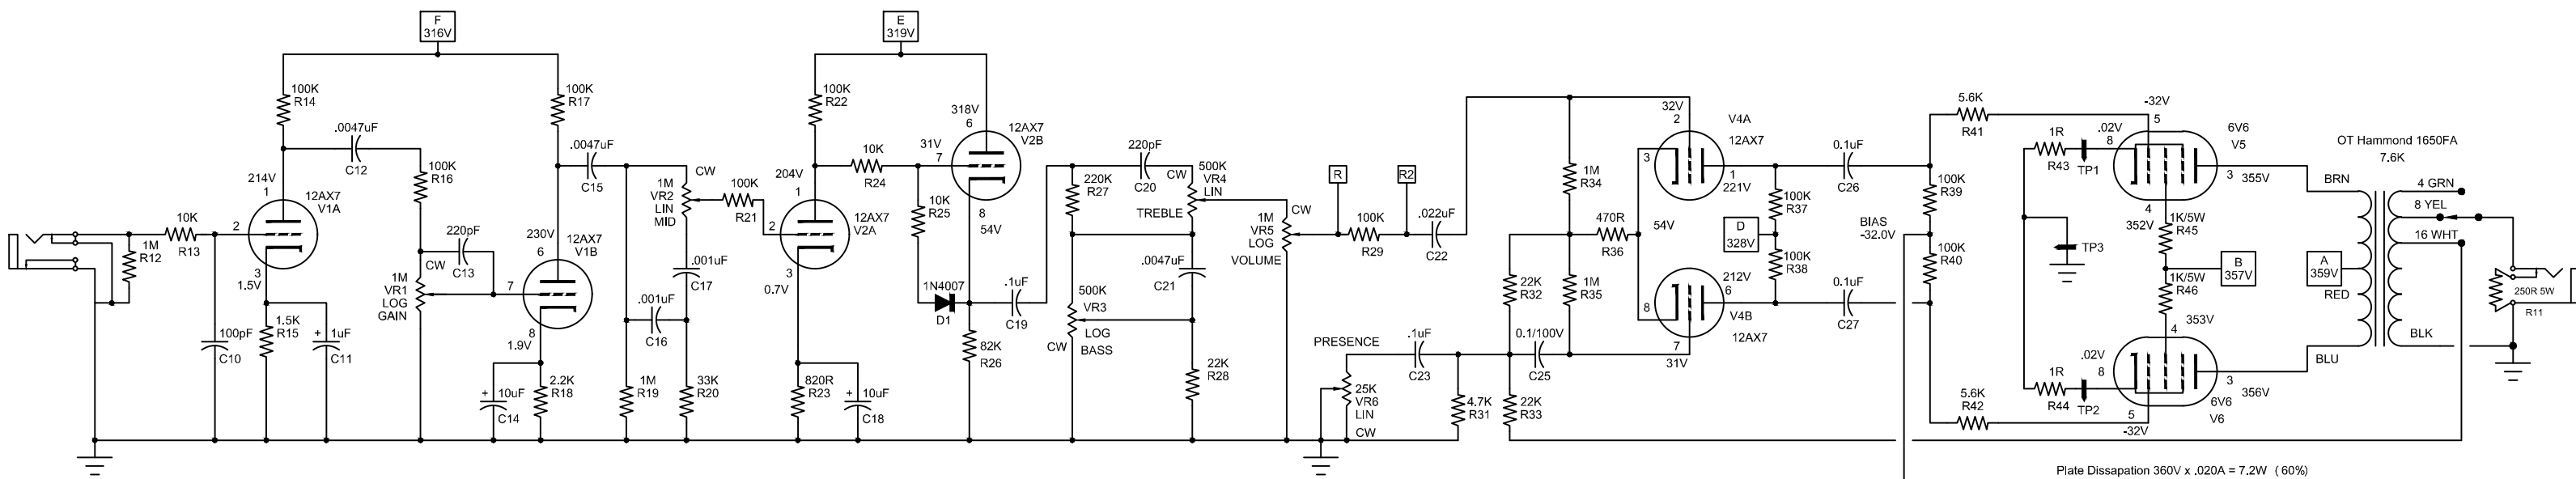 F
316V
E
319V
100K
R14
100K
R17
100K
R22
.0047uF
C12
.0047uF
C15
100K
R16
214V
1
12AX7
V1A
2
3
1.5V
10K
R13
1M
R12
100pF
C10
1.5K
R15
+ 1uF
C11
220pF
C13
CW
1M
VR1
LOG
GAIN
230V
6
12AX7
V1B
7
8
1.9V
+ 10uF
C14
2.2K
R18
CW
1M
VR2
LIN
MID
.001uF
C17
.001uF
C16
1M
R19
33K
R20
100K
R21
204V
1
12AX7
V2A
2
3
0.7V
820R
R23
+ 10uF
C18
10K
R24
10K
R25
31V
7
318V
6
12AX7
V2B
8
54V
1N4007
D1
82K
R26
.1uF
C19
220K
R27
220pF
C20
CW
500K
VR4
LIN
TREBLE
.0047uF
C21
500K
VR3
LOG
BASS
CW
22K
R28
1M
VR5
LOG
VOLUME
CW
R
R2
100K
R29
.022uF
C22
PRESENCE
25K
VR6
LIN
CW
.1uF
C23
4.7K
R31
22K
R32
22K
R33
0.1/100V
C25
1M
R34
1M
R35
470R
R36
32V
2
V4A
12AX7
3
1
221V
54V
8
212V
6
V4B
12AX7
7
31V
100K
R37
D
328V
100K
R38
0.1uF
C26
0.1uF
C27
100K
R39
BIAS
-32.0V
100K
R40
5.6K
R41
5.6K
R42
1R
R43
TP1
TP3
1R
R44
TP2
.02V
8
-32V
5
6V6
V5
3
355V
4
352V
1K/5W
R45
B
357V
1K/5W
R46
353V
4
.02V
8
5
-32V
6V6
V6
3
356V
OT Hammond 1650FA
7.6K
BRN
A
359V
RED
BLU
4 GRN
8 YEL
16 WHT
BLK
250R 5W
R11
Plate Dissapation 360V x .020A = 7.2W ( 60%)